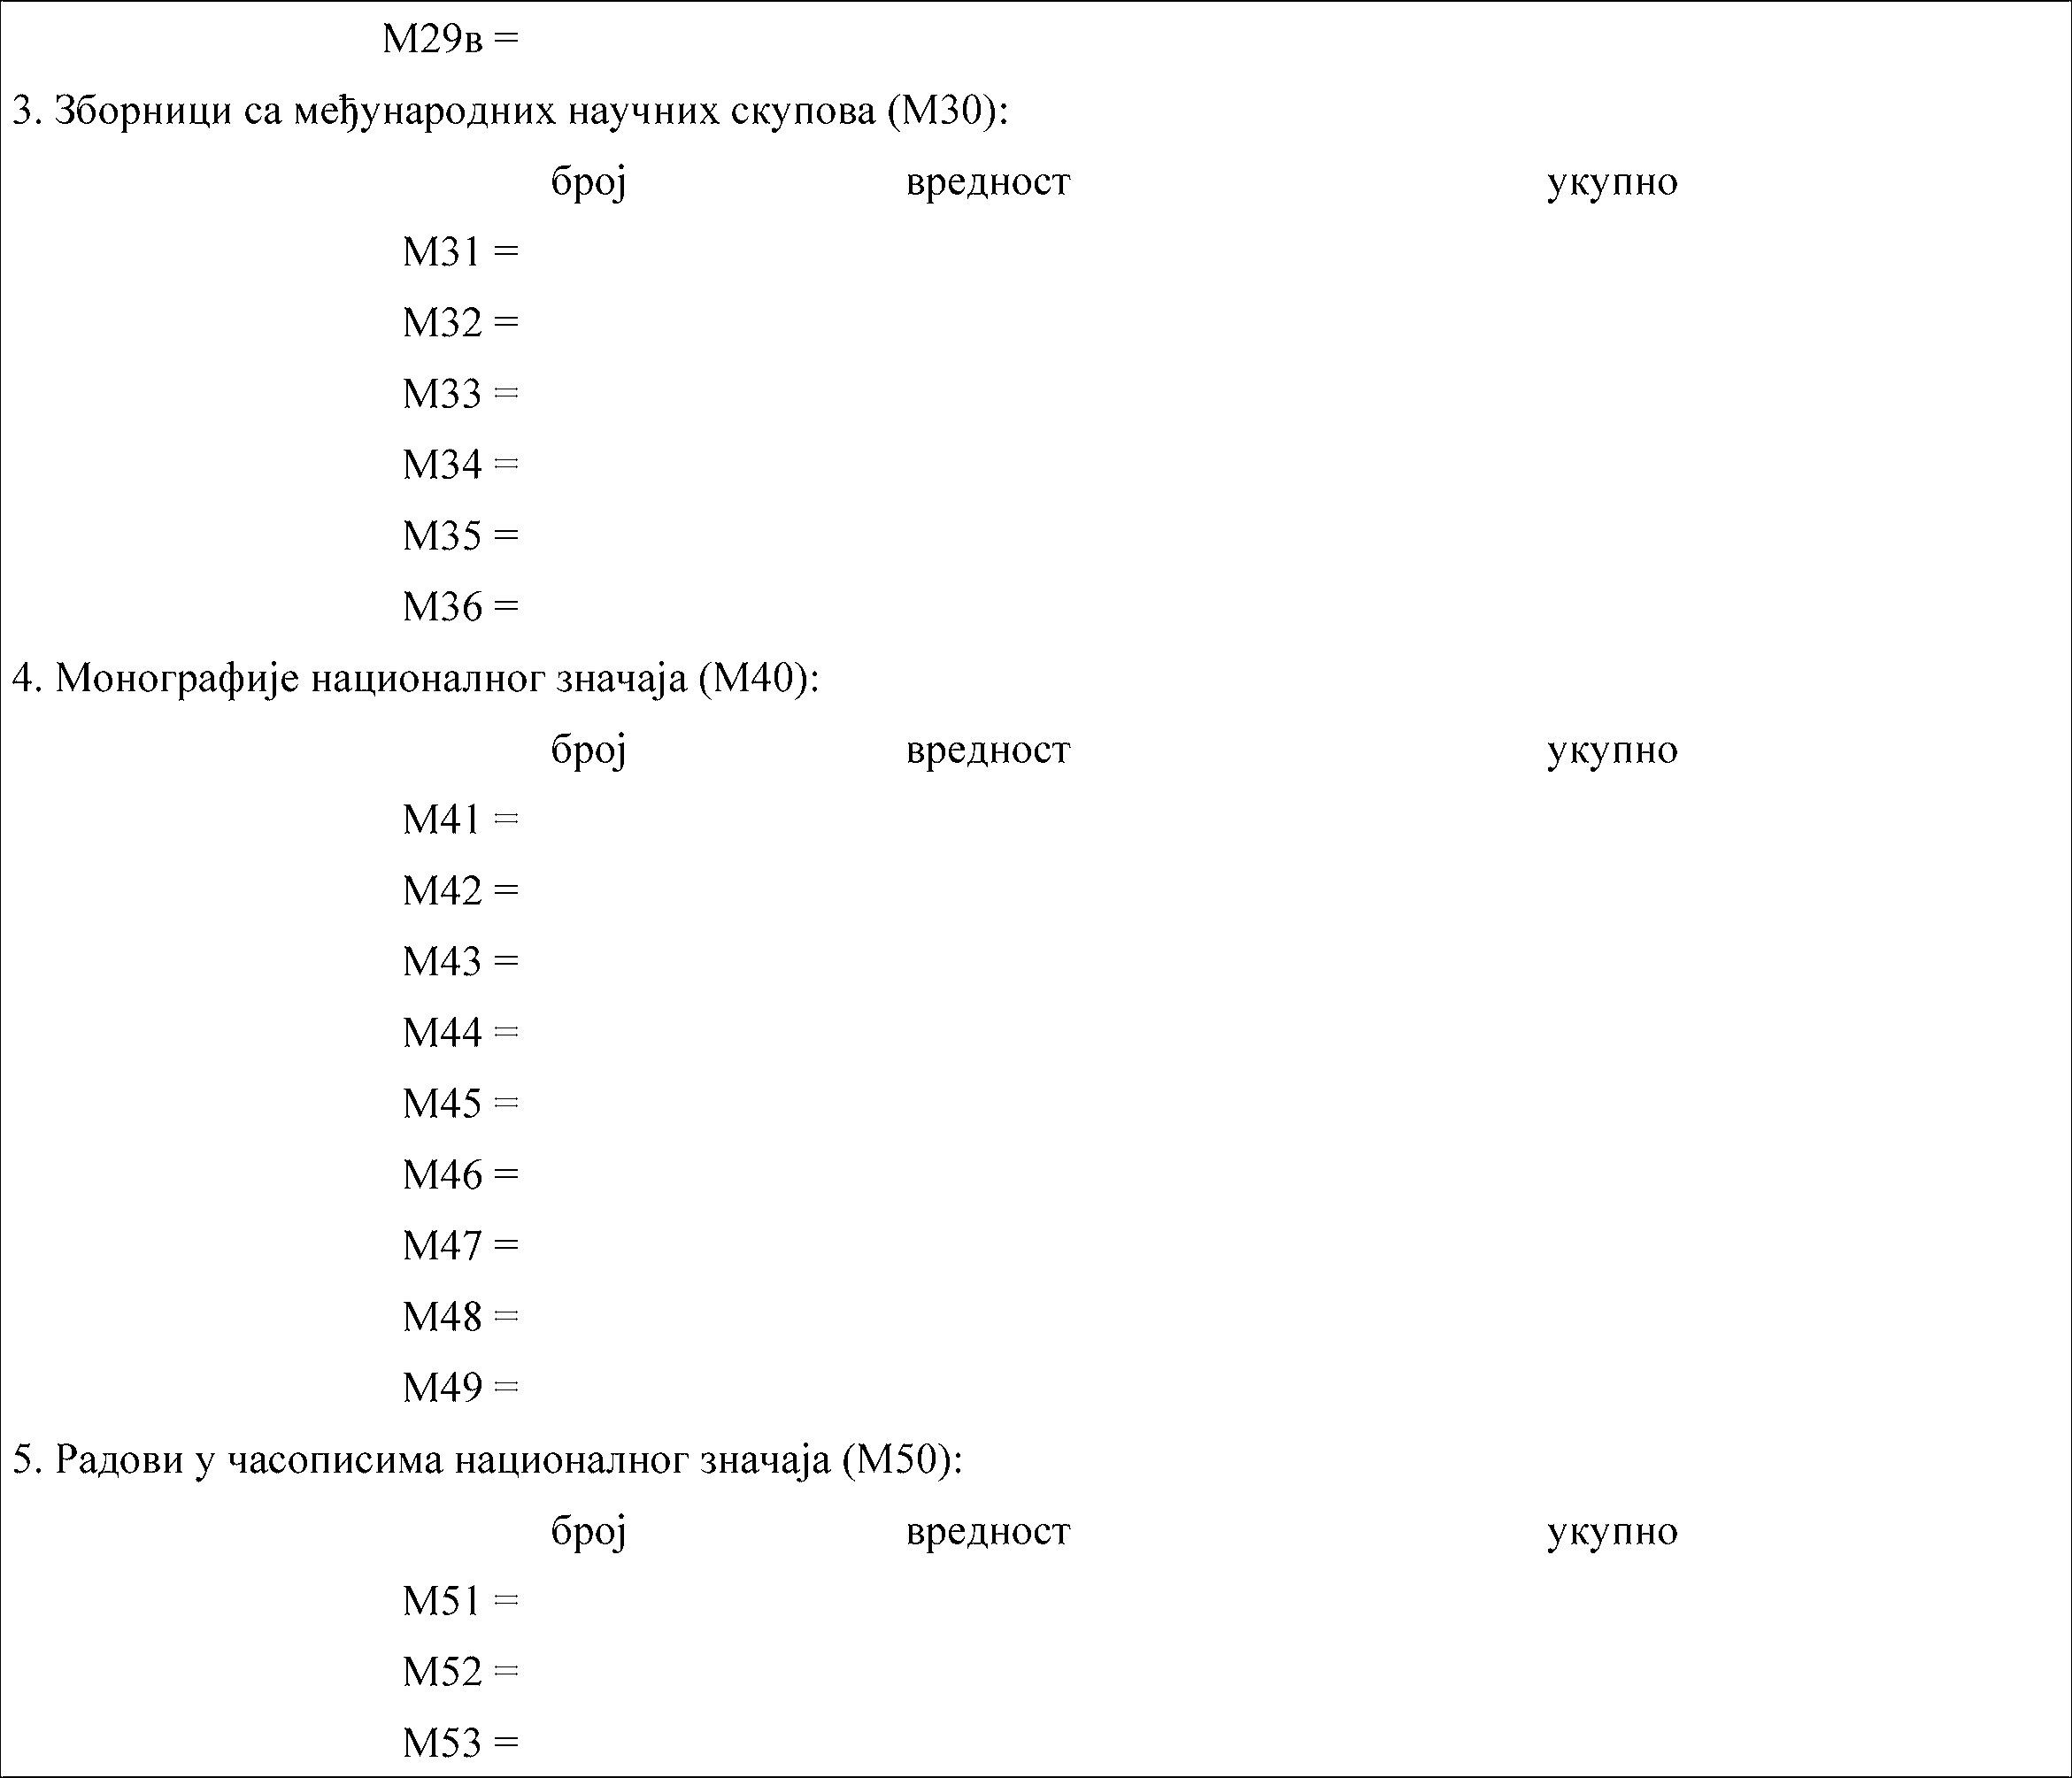 М29в =
3. Зборници са међународних научних скупова (М30):
број вредност укупно
М31 =
М32 =
М33 =
М34 =
М35 =
М36 =
4. Монографије националног значаја (М40):
број вредност укупно
М41 =
М42 =
М43 =
М44 =
М45 =
М46 =
М47 =
М48 =
М49 =
5. Радови у часописима националног значаја (М50):
број вредност укупно
М51 =
М52 =
М53 =